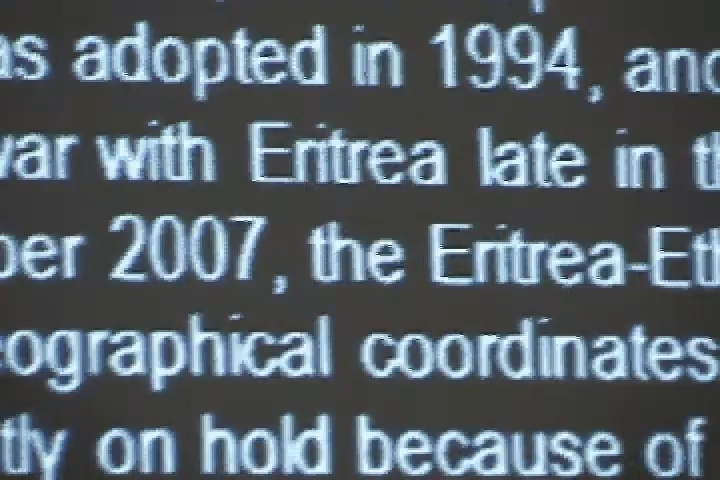 as adopted in 1994, and
war with Eritrea late in th
ber 2007, the Eritrea-Eth
eographical coordinates
tly on hold because of